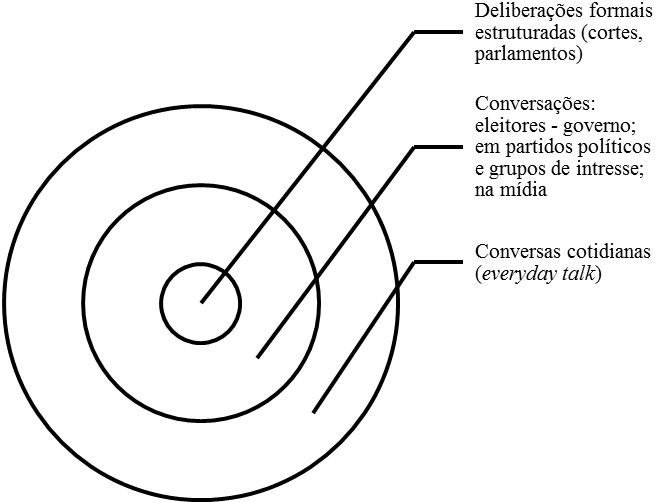 Deliberações formais
estruturadas (cortes,
parlamentos)
Conversações:
eleitores - governo;
em partidos políticos
e grupos de intresse;
na mídia
Conversas cotidianas
(everyday talk)